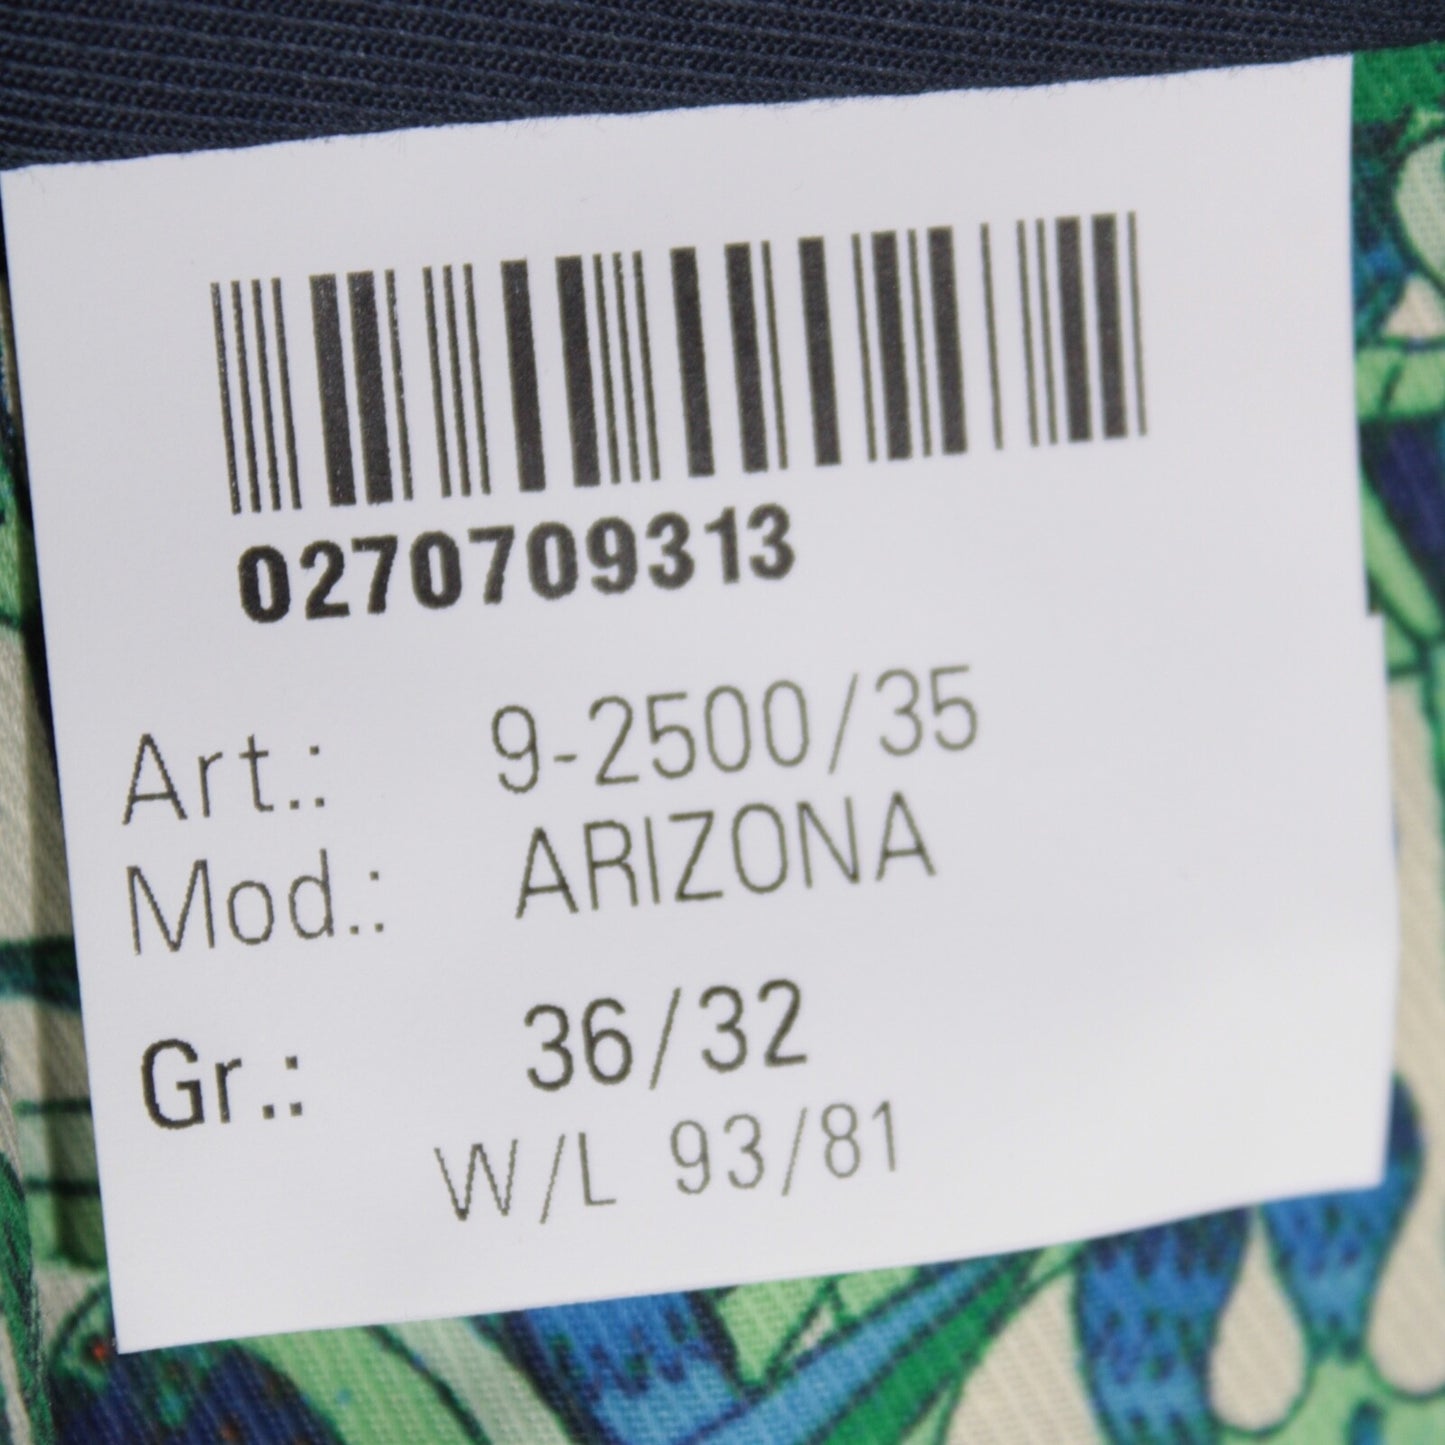 0270709313
Art.: 9-2500/35
Mod.: ARIZONA
Gr.: 36/32
W/L 93/81